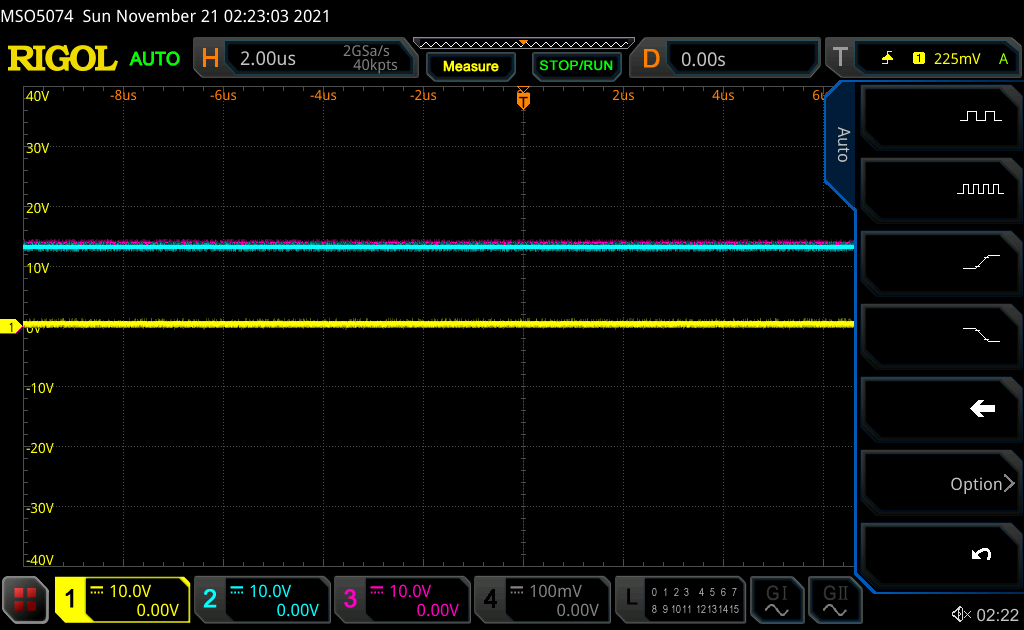 MSO5074 Sun November 21 02:23:03 2021
RIGOL AUTO H 2.00us 2GSa/s 40kpts Measure STOP/RUN D 0.00s T 1 225mV A
40V -8us -6us -4us -2us T 2us 4us 6u
Auto
30V
20V
10V
1 0V
-10V
-20V
-30V
-40V
Option
1 10.0V 0.00V
2 10.0V 0.00V
3 10.0V 0.00V
4 100mV 0.00V
L 0 1 2 3 4 5 6 7
8 9 10 11 12 13 14 15
GI GII
02:22